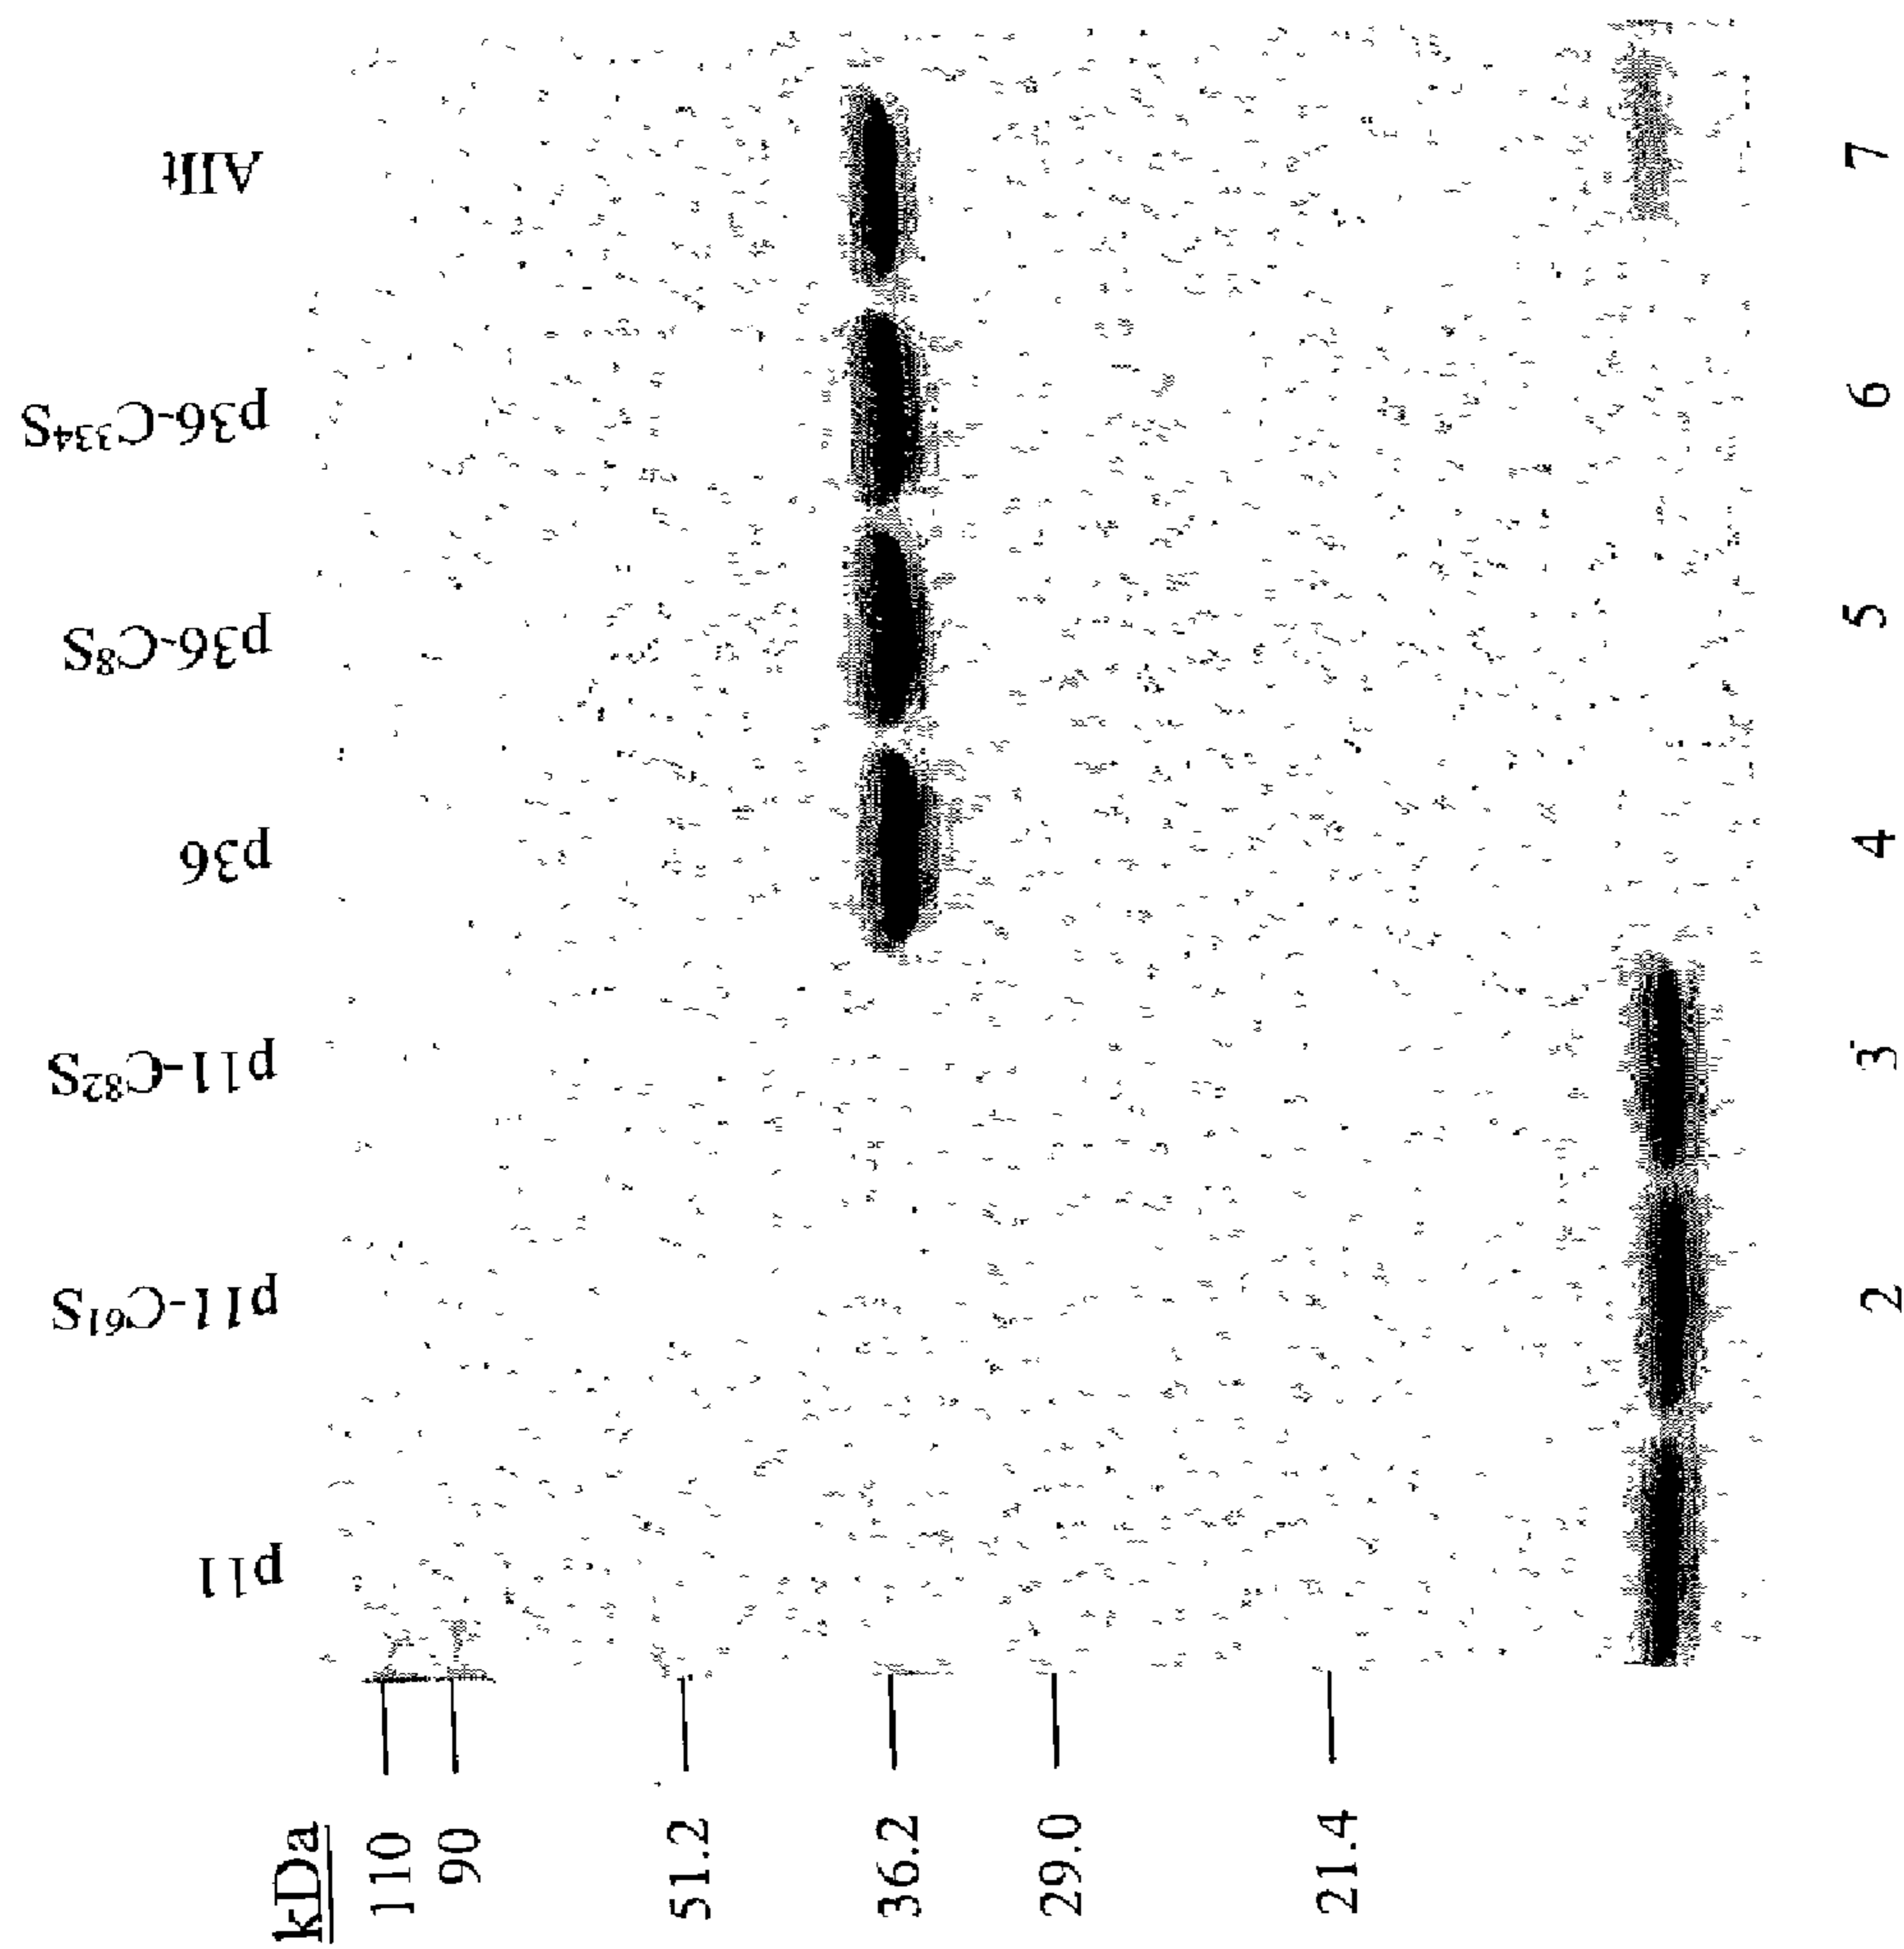 kDa
110
90
51.2
36.2
29.0
21.4
p11
p11-C⁶¹S
p11-C⁸²S
p36
p36-C⁸S
p36-C³³⁴S
AIIt
2
3
4
5
6
7